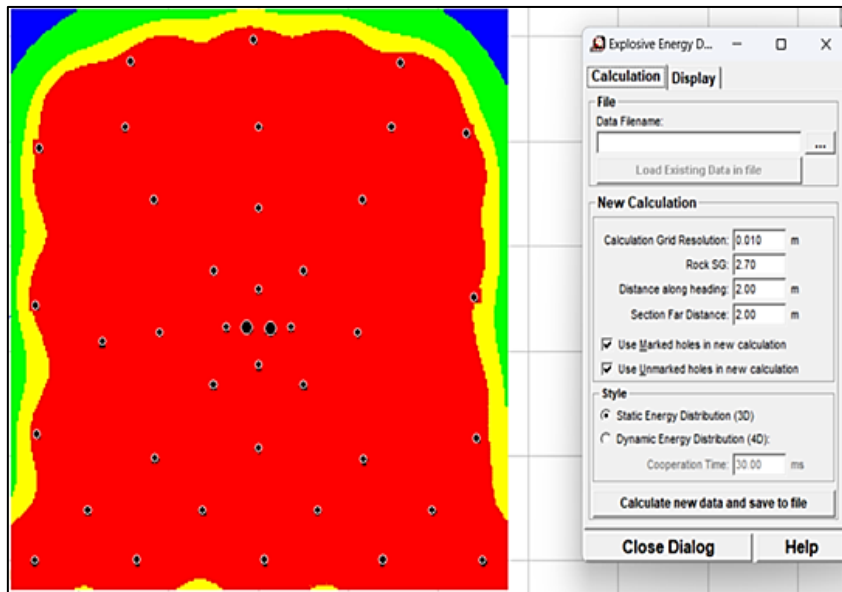 Explosive Energy D...
Calculation Display
File
Data Filename:
...
Load Existing Data in file
New Calculation
Calculation Grid Resolution: 0.010 m
Rock SG: 2.70
Distance along heading: 2.00 m
Section Far Distance: 2.00 m
Use Marked holes in new calculation
Use Unmarked holes in new calculation
Style
Static Energy Distribution (3D)
Dynamic Energy Distribution (4D):
Cooperation Time: 30.00 ms
Calculate new data and save to file
Close Dialog Help